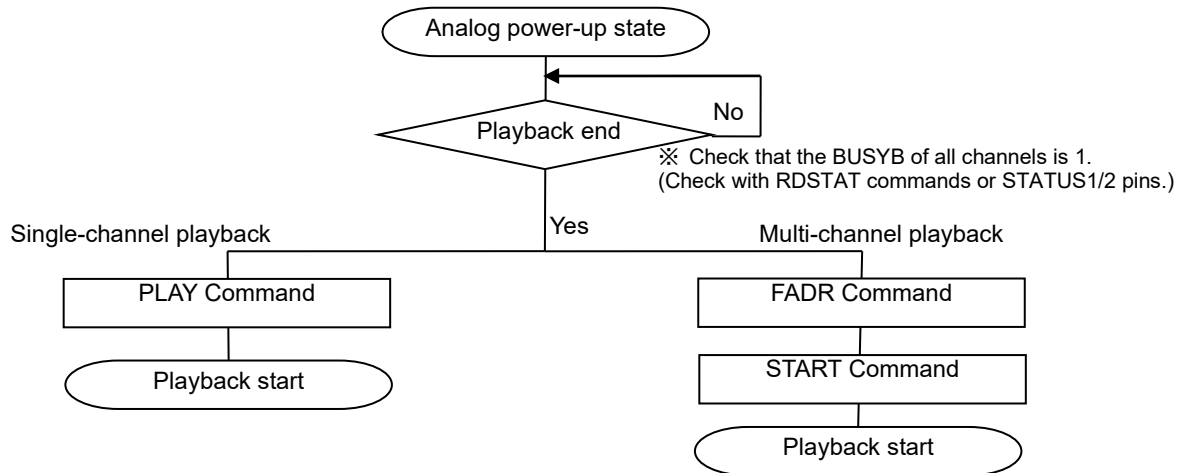 Analog power-up state
No
Playback end
※ Check that the BUSYB of all channels is 1.
(Check with RDSTAT commands or STATUS1/2 pins.)
Yes
Single-channel playback
Multi-channel playback
PLAY Command
FADR Command
Playback start
START Command
Playback start